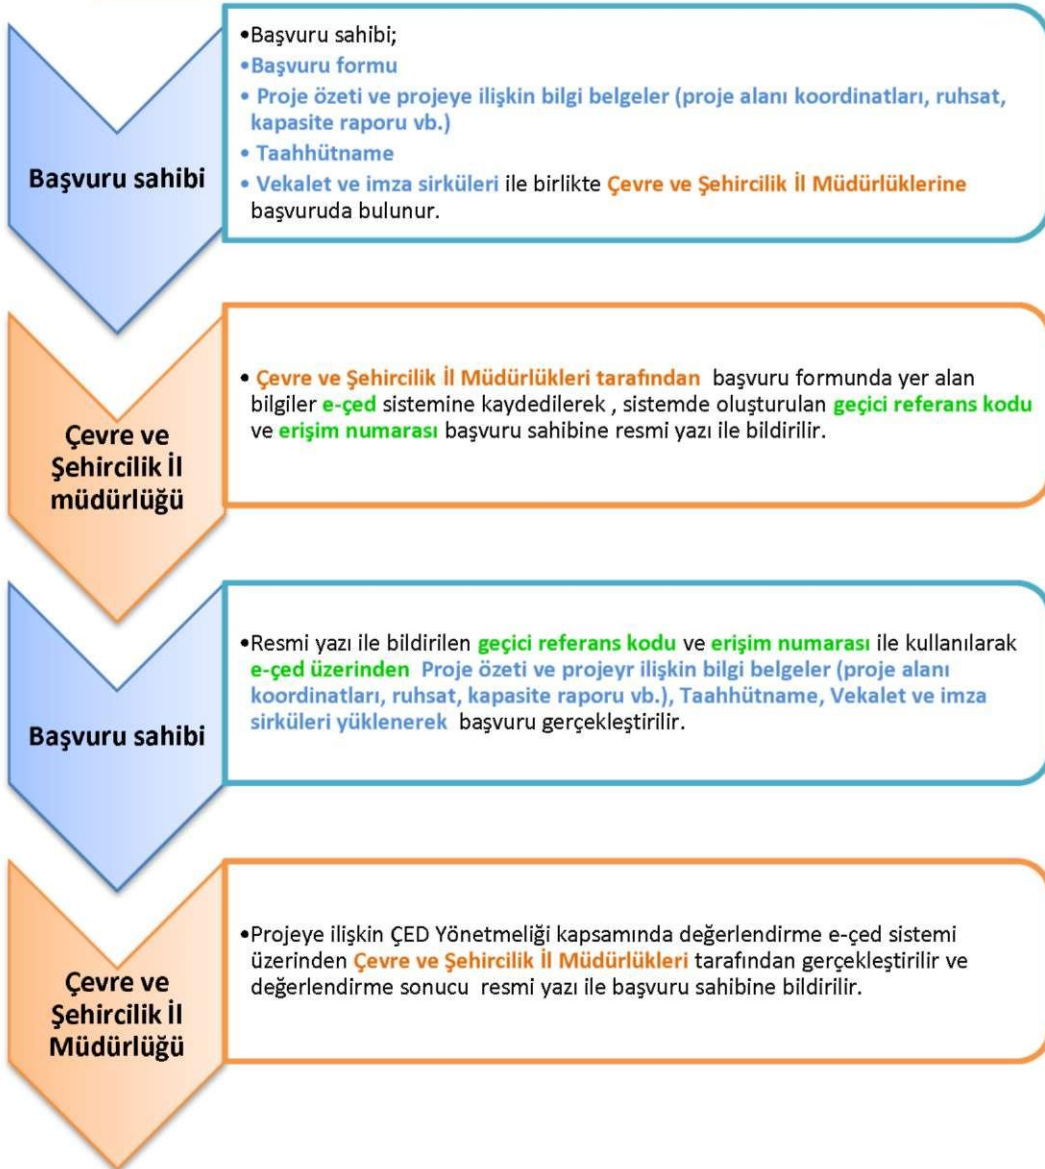 •Başvuru sahibi;
•Başvuru formu
• Proje özeti ve projeye ilişkin bilgi belgeler (proje alanı koordinatları, ruhsat,
kapasite raporu vb.)
• Taahhütname
• Vekalet ve imza sirküleri ile birlikte Çevre ve Şehircilik İl Müdürlüklerine
başvuruda bulunur.
Başvuru sahibi
• Çevre ve Şehircilik İl Müdürlükleri tarafından başvuru formunda yer alan
bilgiler e-çed sistemine kaydedilerek , sistemde oluşturulan geçici referans kodu
ve erişim numarası başvuru sahibine resmi yazı ile bildirilir.
Çevre ve
Şehircilik İl
müdürlüğü
•Resmi yazı ile bildirilen geçici referans kodu ve erişim numarası ile kullanılarak
e-çed üzerinden Proje özeti ve projeyr ilişkin bilgi belgeler (proje alanı
koordinatları, ruhsat, kapasite raporu vb.), Taahhütname, Vekalet ve imza
sirküleri yüklenerek başvuru gerçekleştirilir.
Başvuru sahibi
•Projeye ilişkin ÇED Yönetmeliği kapsamında değerlendirme e-çed sistemi
üzerinden Çevre ve Şehircilik İl Müdürlükleri tarafından gerçekleştirilir ve
değerlendirme sonucu resmi yazı ile başvuru sahibine bildirilir.
Çevre ve
Şehircilik İl
Müdürlüğü